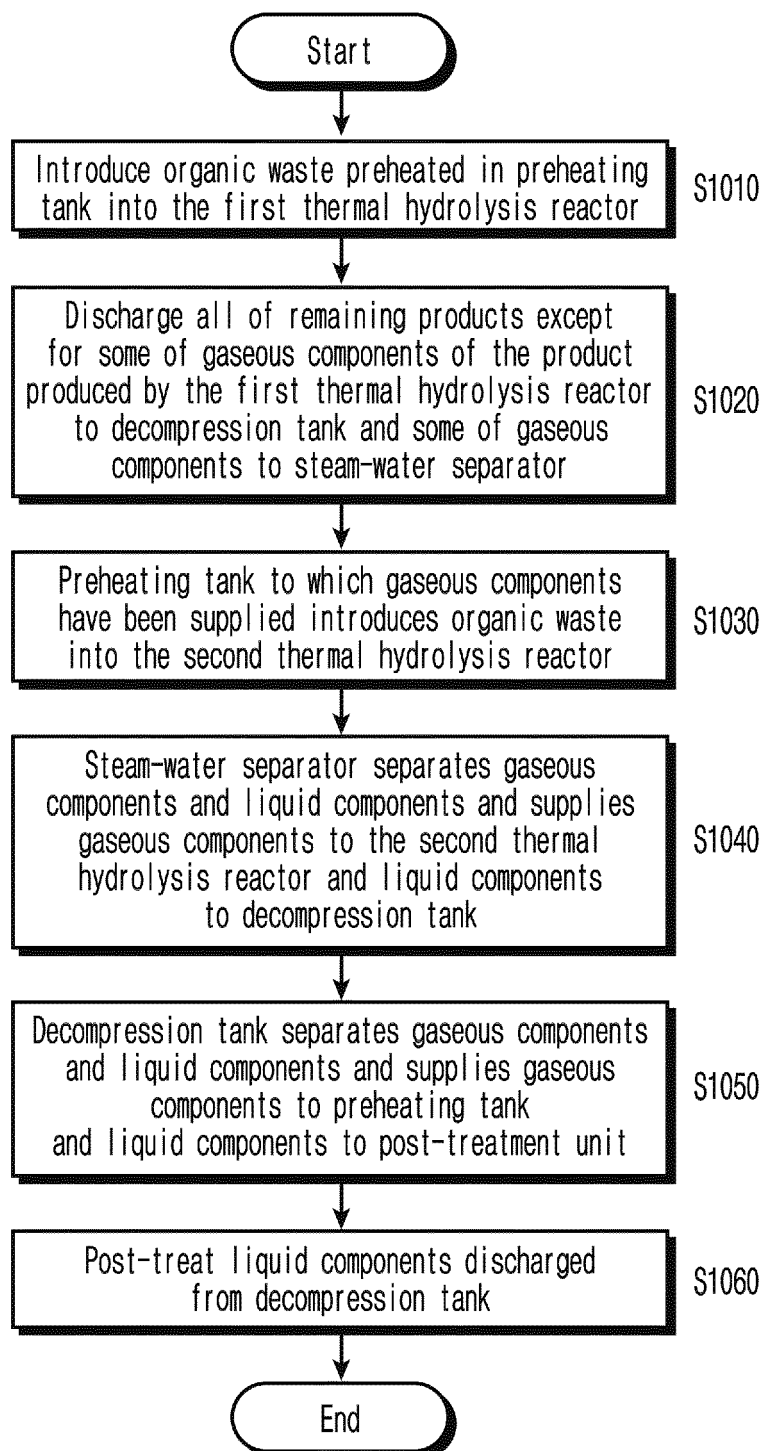 Start
Introduce organic waste preheated in preheating
tank into the first thermal hydrolysis reactor
S1010
Discharge all of remaining products except
for some of gaseous components of the product
produced by the first thermal hydrolysis reactor
to decompression tank and some of gaseous
components to steam-water separator
S1020
Preheating tank to which gaseous components
have been supplied introduces organic waste
into the second thermal hydrolysis reactor
S1030
Steam-water separator separates gaseous
components and liquid components and supplies
gaseous components to the second thermal
hydrolysis reactor and liquid components
to decompression tank
S1040
Decompression tank separates gaseous components
and liquid components and supplies gaseous
components to preheating tank
and liquid components to post-treatment unit
S1050
Post-treat liquid components discharged
from decompression tank
S1060
End